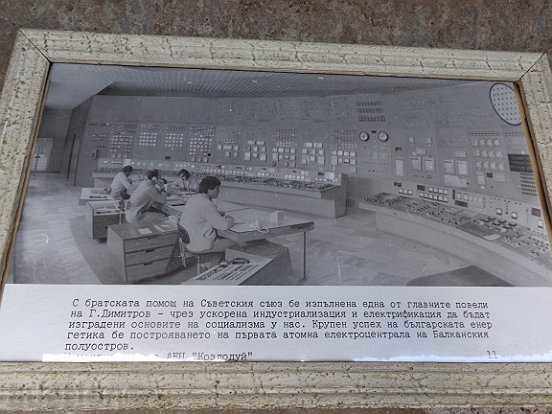 С братската помощ на Съветския съюз бе изпълнена една от главните повели
на Г.Димитров - чрез ускорена индустриализация и електрификация да бъдат
изградени основите на социализма у нас. Крупен успех на българската енер
гетика бе построяването на първата атомна електроцентрала на Балканския
полуостров.
АЕЦ "Козлодуй" 11